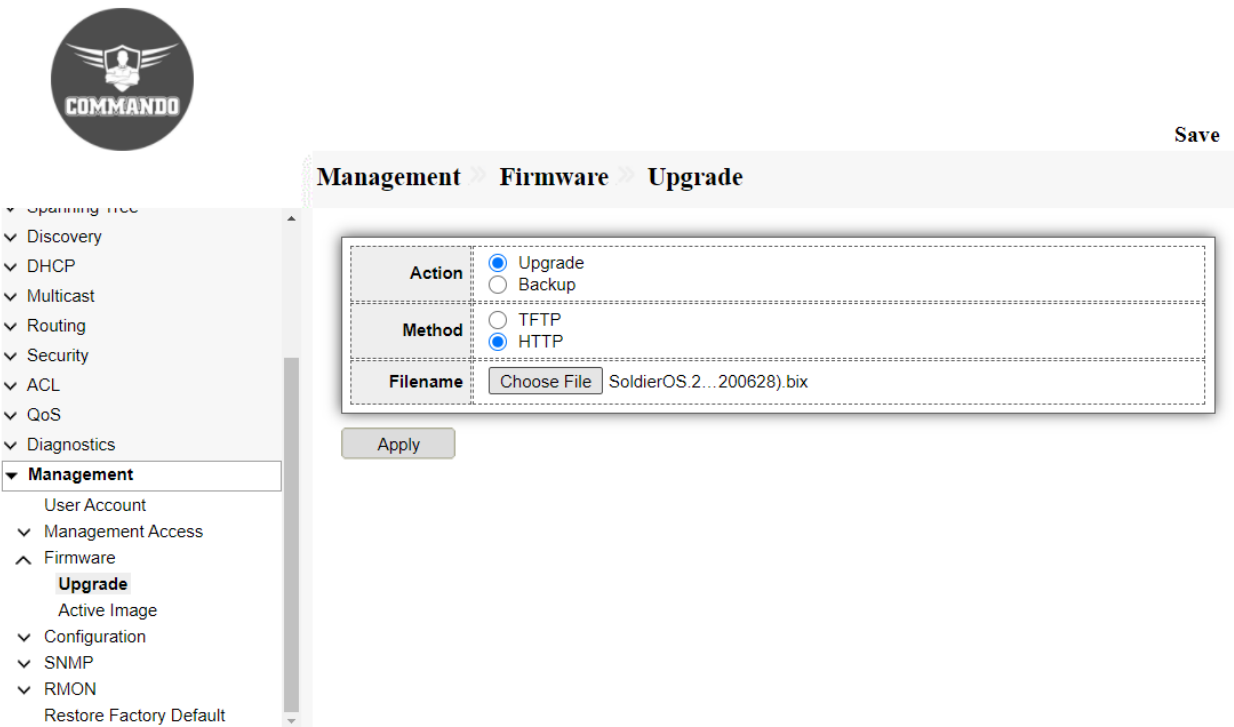 COMMANDO
Save
Management » Firmware » Upgrade
Spanning Tree
Discovery
DHCP
Multicast
Routing
Security
ACL
QoS
Diagnostics
Management
User Account
Management Access
Firmware
Upgrade
Active Image
Configuration
SNMP
RMON
Restore Factory Default
Action
Upgrade
Backup
Method
TFTP
HTTP
Filename Choose File SoldierOS.2...200628).bix
Apply